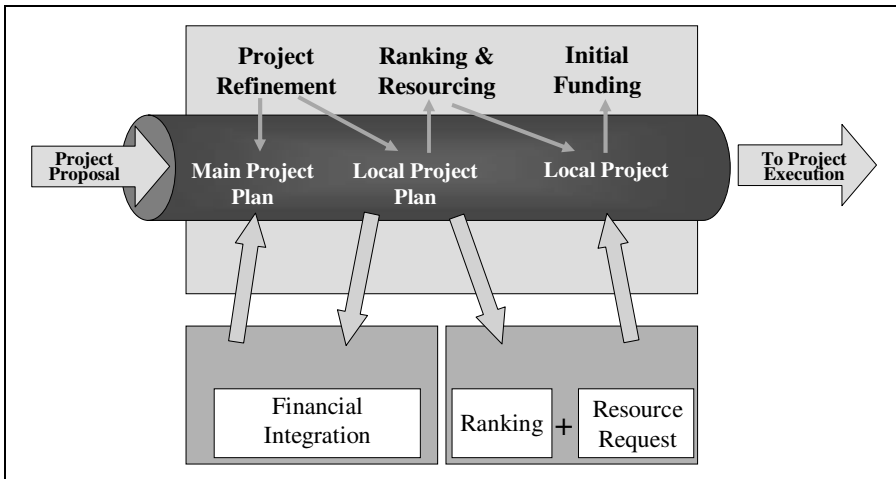 Project
Refinement
Ranking &
Resourcing
Initial
Funding
Project
Proposal
Main Project
Plan
Local Project
Plan
Local Project
To Project
Execution
Financial
Integration
Ranking
+
Resource
Request